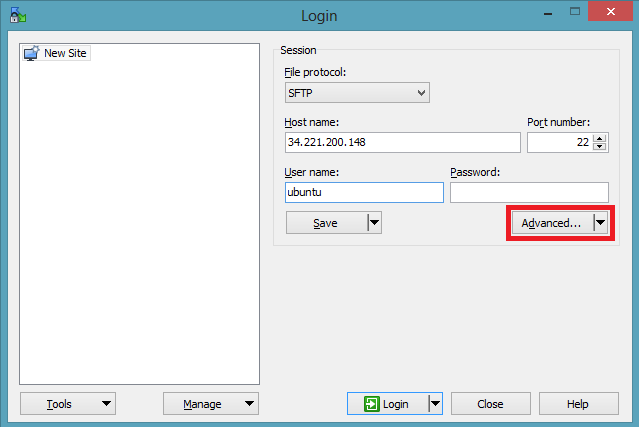 Login
New Site
Session
File protocol:
SFTP
Host name:
Port number:
34.221.200.148
22
User name:
Password:
ubuntu
Save
Advanced...
Tools
Manage
Login
Close
Help